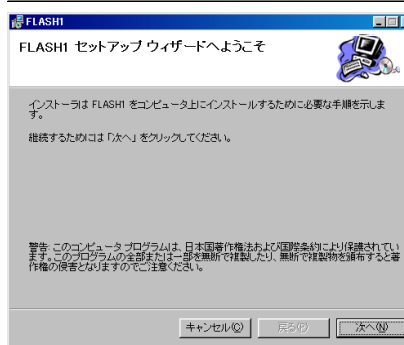 FLASH1
FLASH1 セットアップ ウィザードへようこそ
インストーラは FLASH1 をコンピュータ上にインストールするために必要な手順を示しま
す。
継続するためには「次へ」をクリックしてください。
警告: このコンピュータ プログラムは、日本国著作権法および国際条約により保護されてい
ます。このプログラムの全部または一部を無断で複製したり、無断で複製物を頒布すると著
作権の侵害となりますのでご注意ください。
キャンセル(C) 戻る(P) 次へ(N)